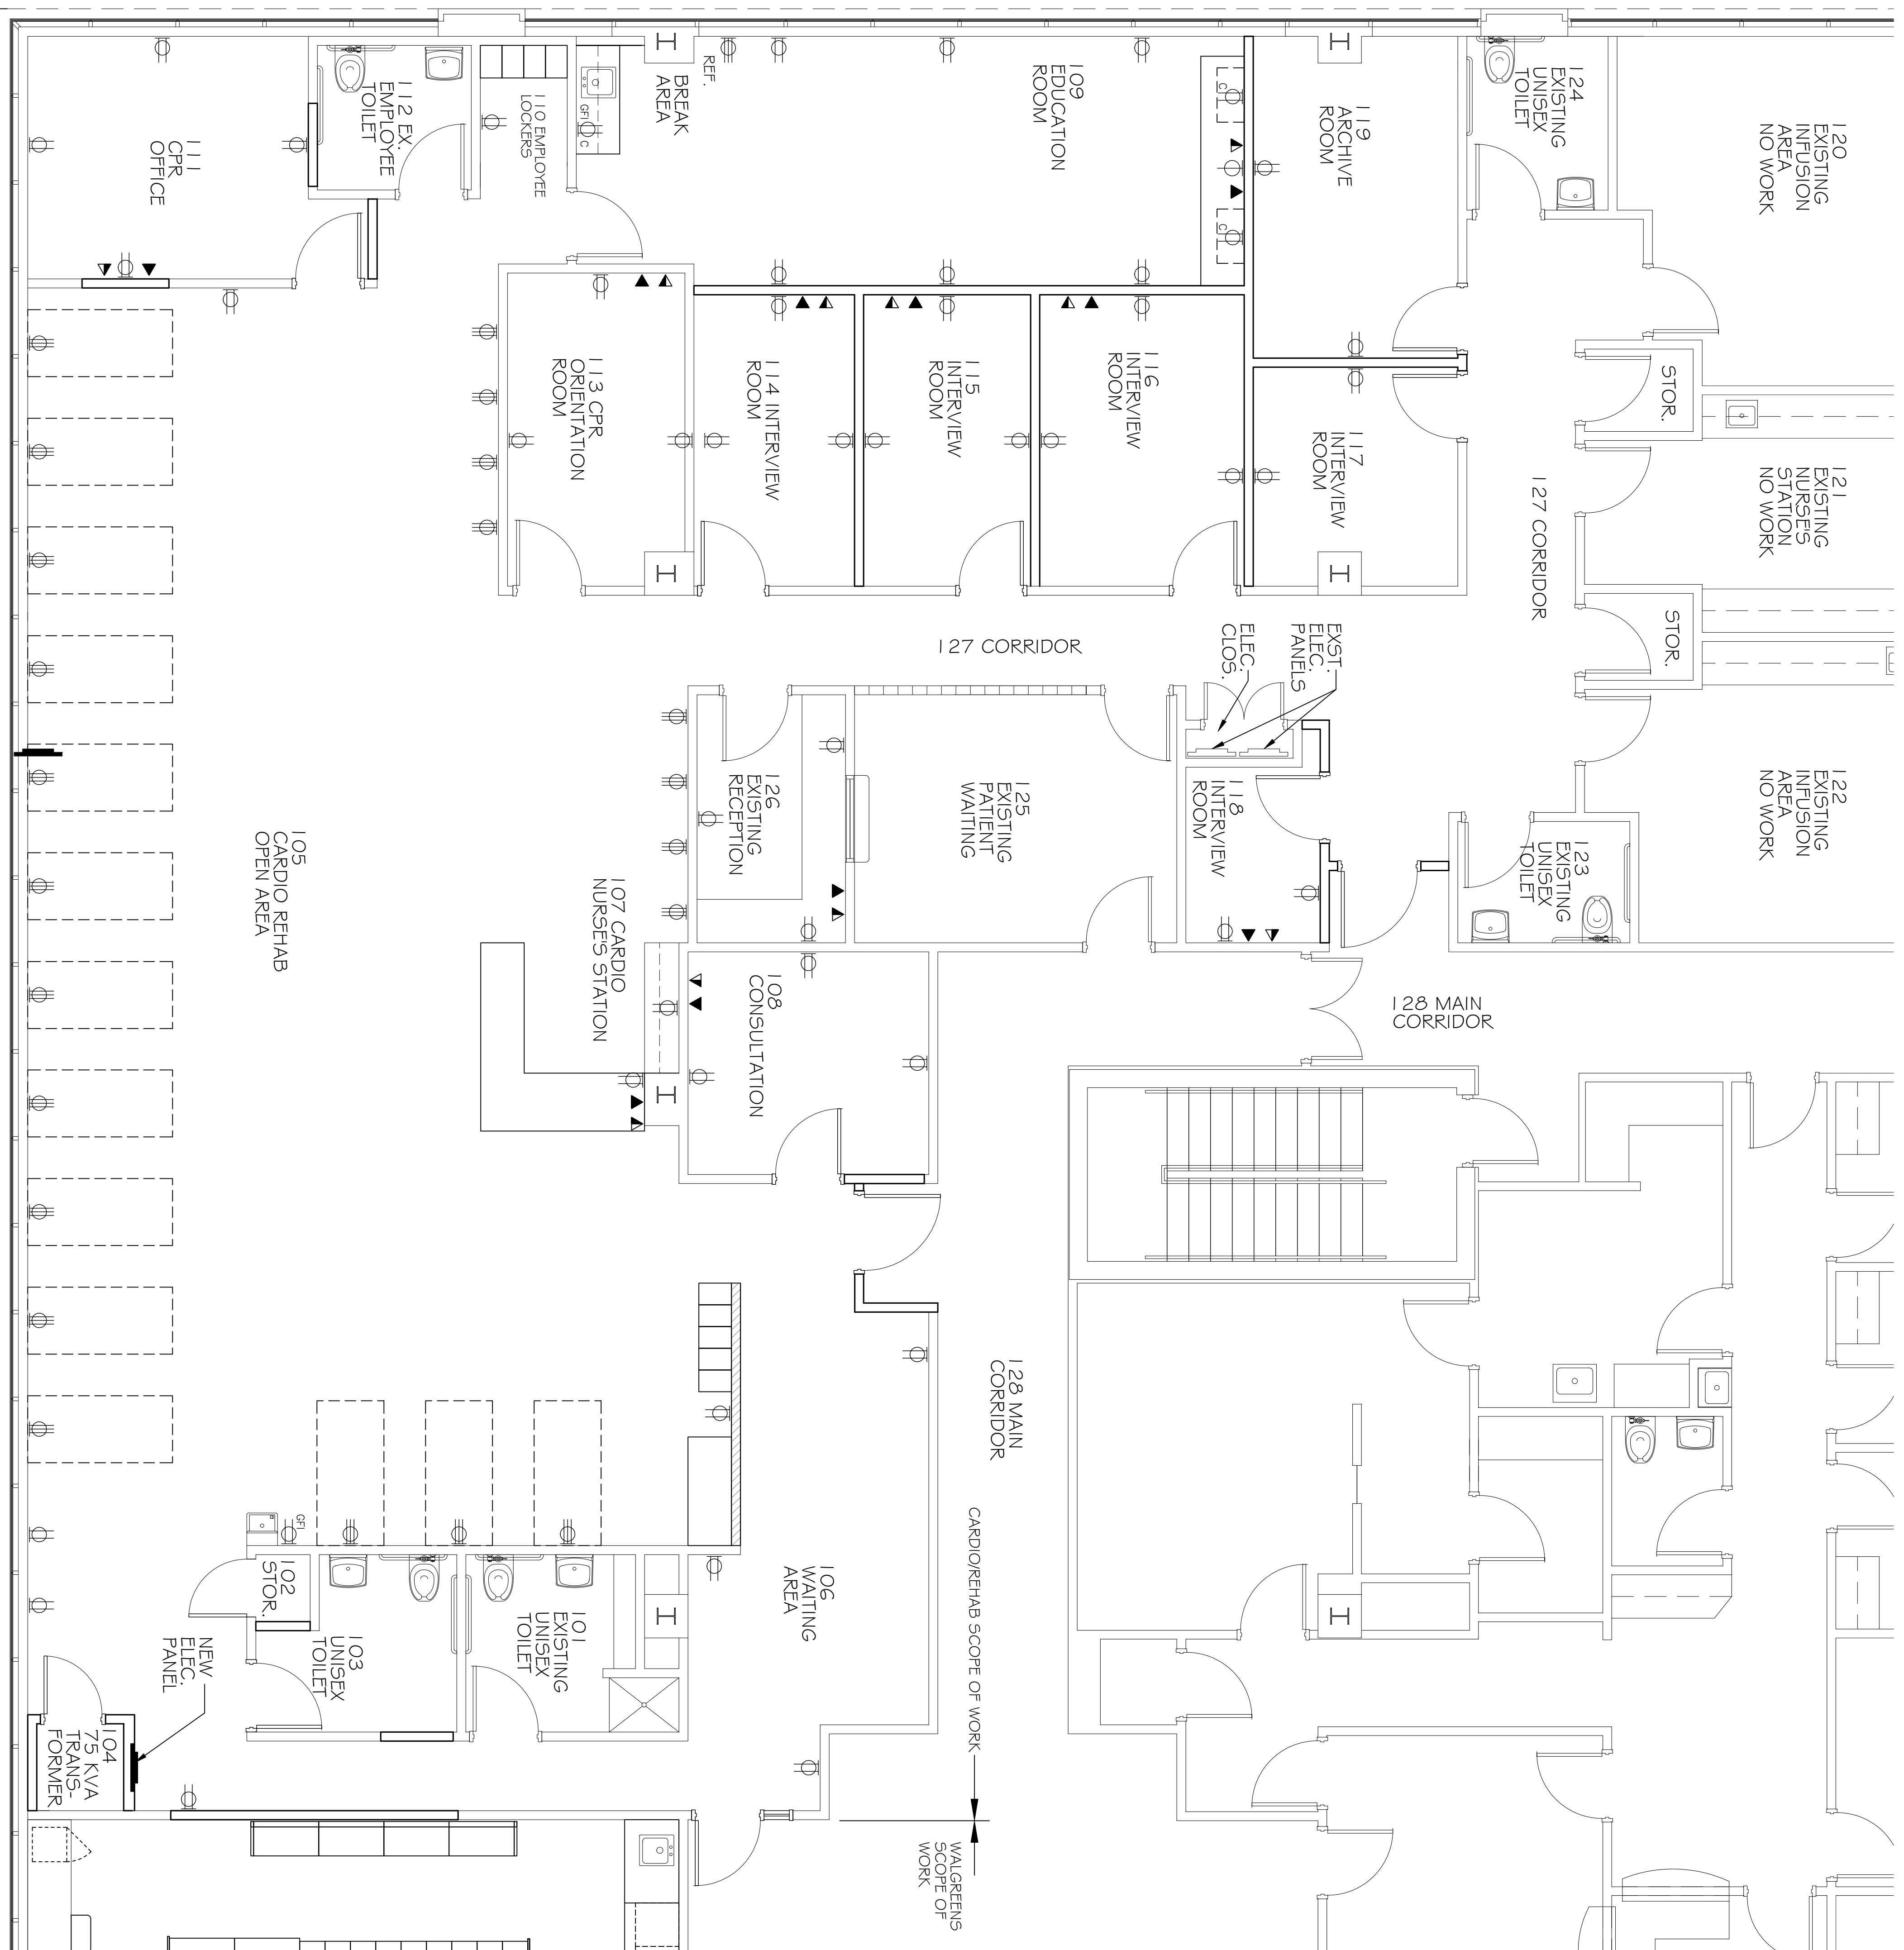 111
CPR
OFFICE
112 EX.
EMPLOYEE
TOILET
110 EMPLOYEE
LOCKERS
GFI
C
BREAK
AREA
REF.
109
EDUCATION
ROOM
C
C
119
ARCHIVE
ROOM
124
EXISTING
UNISEX
TOILET
120
EXISTING
INFUSION
AREA
NO WORK
113 CPR
ORIENTATION
ROOM
114 INTERVIEW
ROOM
115
INTERVIEW
ROOM
116
INTERVIEW
ROOM
117
INTERVIEW
ROOM
127 CORRIDOR
STOR.
121
EXISTING
NURSE'S
STATION
NO WORK
STOR.
127 CORRIDOR
EXST.
ELEC.
PANELS
ELEC.
CLOS.
126
EXISTING
RECEPTION
125
EXISTING
PATIENT
WAITING
118
INTERVIEW
ROOM
123
EXISTING
UNISEX
TOILET
122
EXISTING
INFUSION
AREA
NO WORK
105
CARDIO REHAB
OPEN AREA
107 CARDIO
NURSE'S STATION
108
CONSULTATION
128 MAIN
CORRIDOR
128 MAIN
CORRIDOR
CARDIO/REHAB SCOPE OF WORK
WALGREENS
SCOPE OF
WORK
106
WAITING
AREA
GFI
102
STOR.
103
UNISEX
TOILET
101
EXISTING
UNISEX
TOILET
NEW
ELEC.
PANEL
104
75 KVA
TRANS-
FORMER